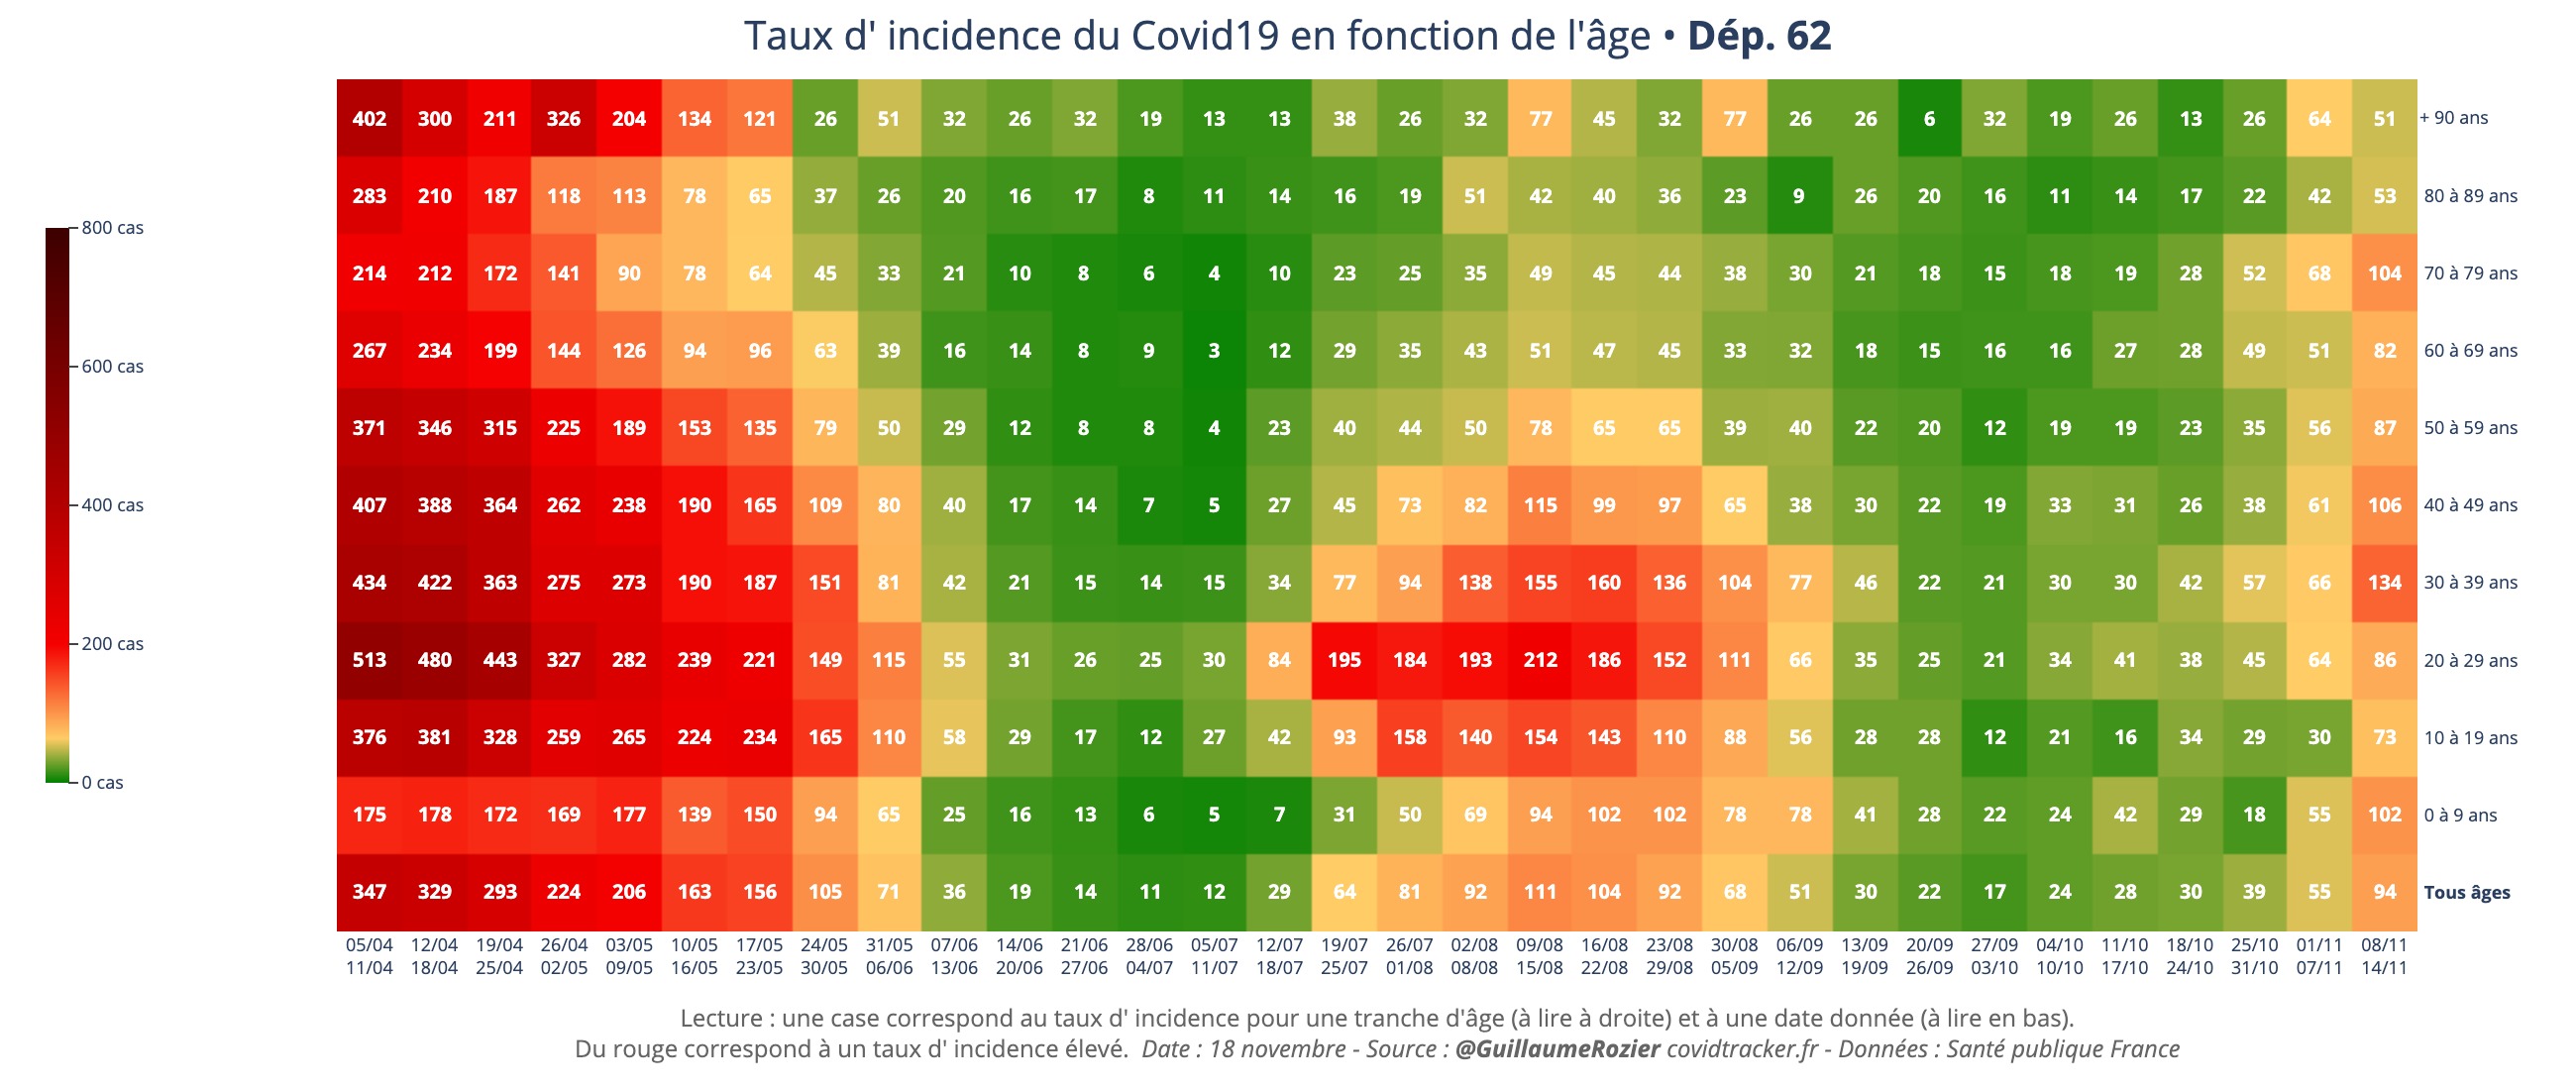 Taux d' incidence du Covid19 en fonction de l'âge • Dép. 62
800 cas
600 cas
400 cas
200 cas
0 cas
402 300 211 326 204 134 121 26 51 32 26 32 19 13 13 38 26 32 77 45 32 77 26 26 6 32 19 26 13 26 64 51 + 90 ans
283 210 187 118 113 78 65 37 26 20 16 17 8 11 14 16 19 51 42 40 36 23 9 26 20 16 11 14 17 22 42 53 80 à 89 ans
214 212 172 141 90 78 64 45 33 21 10 8 6 4 10 23 25 35 49 45 44 38 30 21 18 15 18 19 28 52 68 104 70 à 79 ans
267 234 199 144 126 94 96 63 39 16 14 8 9 3 12 29 35 43 51 47 45 33 32 18 15 16 16 27 28 49 51 82 60 à 69 ans
371 346 315 225 189 153 135 79 50 29 12 8 8 4 23 40 44 50 78 65 65 39 40 22 20 12 19 19 23 35 56 87 50 à 59 ans
407 388 364 262 238 190 165 109 80 40 17 14 7 5 27 45 73 82 115 99 97 65 38 30 22 19 33 31 26 38 61 106 40 à 49 ans
434 422 363 275 273 190 187 151 81 42 21 15 14 15 34 77 94 138 155 160 136 104 77 46 22 21 30 30 42 57 66 134 30 à 39 ans
513 480 443 327 282 239 221 149 115 55 31 26 25 30 84 195 184 193 212 186 152 111 66 35 25 21 34 41 38 45 64 86 20 à 29 ans
376 381 328 259 265 224 234 165 110 58 29 17 12 27 42 93 158 140 154 143 110 88 56 28 28 12 21 16 34 29 30 73 10 à 19 ans
175 178 172 169 177 139 150 94 65 25 16 13 6 5 7 31 50 69 94 102 102 78 78 41 28 22 24 42 29 18 55 102 0 à 9 ans
347 329 293 224 206 163 156 105 71 36 19 14 11 12 29 64 81 92 111 104 92 68 51 30 22 17 24 28 30 39 55 94 Tous âges
05/04 12/04 19/04 26/04 03/05 10/05 17/05 24/05 31/05 07/06 14/06 21/06 28/06 05/07 12/07 19/07 26/07 02/08 09/08 16/08 23/08 30/08 06/09 13/09 20/09 27/09 04/10 11/10 18/10 25/10 01/11 08/11
11/04 18/04 25/04 02/05 09/05 16/05 23/05 30/05 06/06 13/06 20/06 27/06 04/07 11/07 18/07 25/07 01/08 08/08 15/08 22/08 29/08 05/09 12/09 19/09 26/09 03/10 10/10 17/10 24/10 31/10 07/11 14/11
Lecture : une case correspond au taux d' incidence pour une tranche d'âge (à lire à droite) et à une date donnée (à lire en bas).
Du rouge correspond à un taux d' incidence élevé. Date : 18 novembre - Source : @GuillaumeRozier covidtracker.fr - Données : Santé publique France